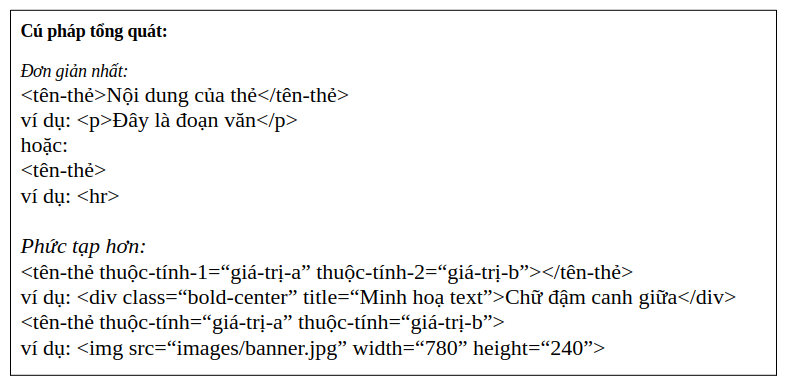 Cú pháp tổng quát:
Đơn giản nhất:
<tên-thẻ>Nội dung của thẻ</tên-thẻ>
ví dụ: <p>Đây là đoạn văn</p>
hoặc:
<tên-thẻ>
ví dụ: <hr>
Phức tạp hơn:
<tên-thẻ thuộc-tính-1=“giá-trị-a” thuộc-tính-2=“giá-trị-b”></tên-thẻ>
ví dụ: <div class=“bold-center” title=“Minh hoạ text”>Chữ đậm canh giữa</div>
<tên-thẻ thuộc-tính=“giá-trị-a” thuộc-tính=“giá-trị-b”>
ví dụ: <img src=“images/banner.jpg” width=“780” height=“240”>